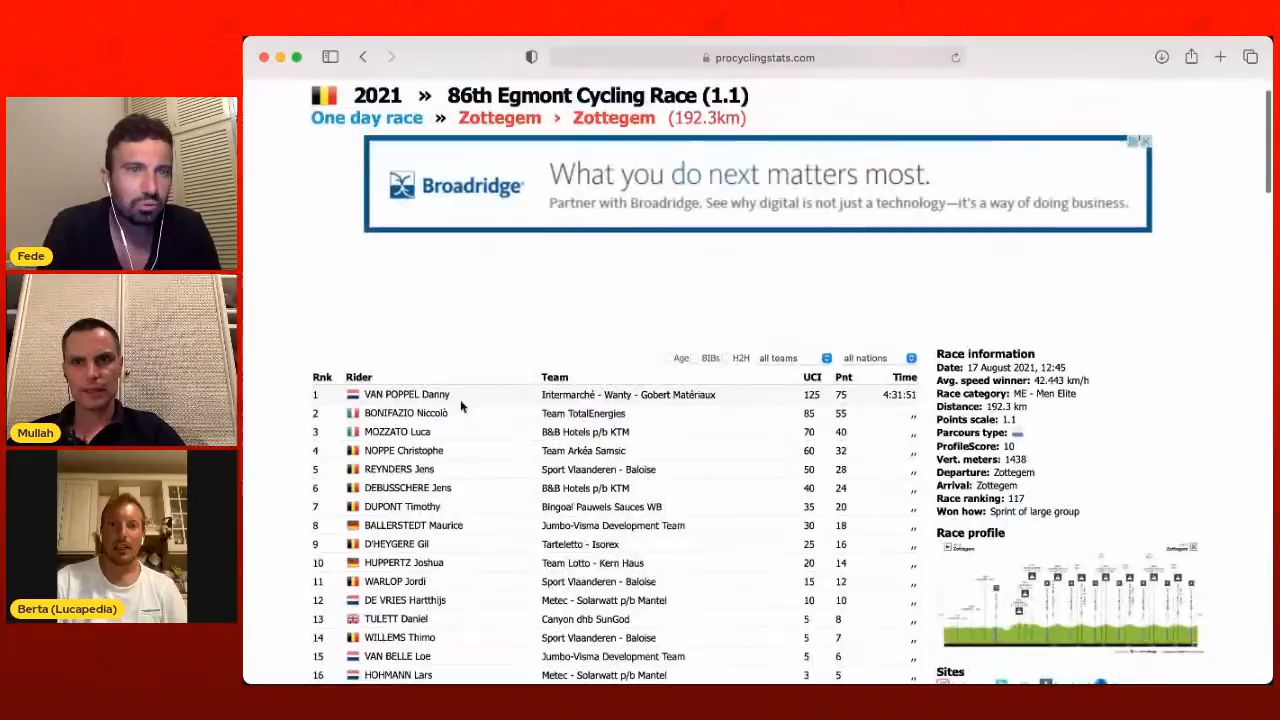 procyclingstats.com
2021 » 86th Egmont Cycling Race (1.1)
One day race » Zottegem › Zottegem (192.3km)
Broadridge
What you do next matters most.
Partner with Broadridge. See why digital is not just a technology—it's a way of doing business.
Fede
Mullah
Berta (Lucapedia)
Age BIBs H2H all teams all nations
Rnk Rider Team UCI Pnt Time
1 VAN POPPEL Danny Intermarché - Wanty - Gobert Matériaux 125 75 4:31:51
2 BONIFAZIO Niccolò Team TotalEnergies 85 55 ,,
3 MOZZATO Luca B&B Hotels p/b KTM 70 40 ,,
4 NOPPE Christophe Team Arkéa Samsic 60 32 ,,
5 REYNDERS Jens Sport Vlaanderen - Baloise 50 28 ,,
6 DEBUSSCHERE Jens B&B Hotels p/b KTM 40 24 ,,
7 DUPONT Timothy Bingoal Pauwels Sauces WB 35 20 ,,
8 BALLERSTEDT Maurice Jumbo-Visma Development Team 30 18 ,,
9 D'HEYGERE Gil Tarteletto - Isorex 25 16 ,,
10 HUPPERTZ Joshua Team Lotto - Kern Haus 20 14 ,,
11 WARLOP Jordi Sport Vlaanderen - Baloise 15 12 ,,
12 DE VRIES Hartthijs Metec - Solarwatt p/b Mantel 10 10 ,,
13 TULETT Daniel Canyon dhb SunGod 5 8 ,,
14 WILLEMS Thimo Sport Vlaanderen - Baloise 5 7 ,,
15 VAN BELLE Loe Jumbo-Visma Development Team 5 6 ,,
16 HOHMANN Lars Metec - Solarwatt p/b Mantel 3 5 ,,
Race information
Date: 17 August 2021, 12:45
Avg. speed winner: 42.443 km/h
Race category: ME - Men Elite
Distance: 192.3 km
Points scale: 1.1
Parcours type:
ProfileScore: 10
Vert. meters: 1438
Departure: Zottegem
Arrival: Zottegem
Race ranking: 117
Won how: Sprint of large group
Race profile
Zottegem Zottegem
Sites